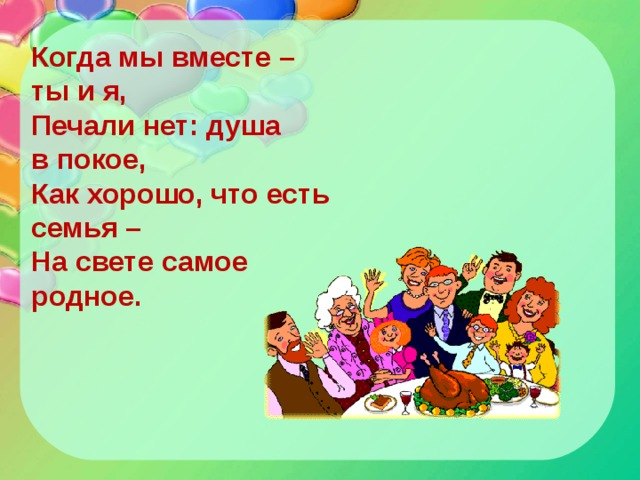 Когда мы вместе –
ты и я,
Печали нет: душа
в покое,
Как хорошо, что есть
семья –
На свете самое
родное.